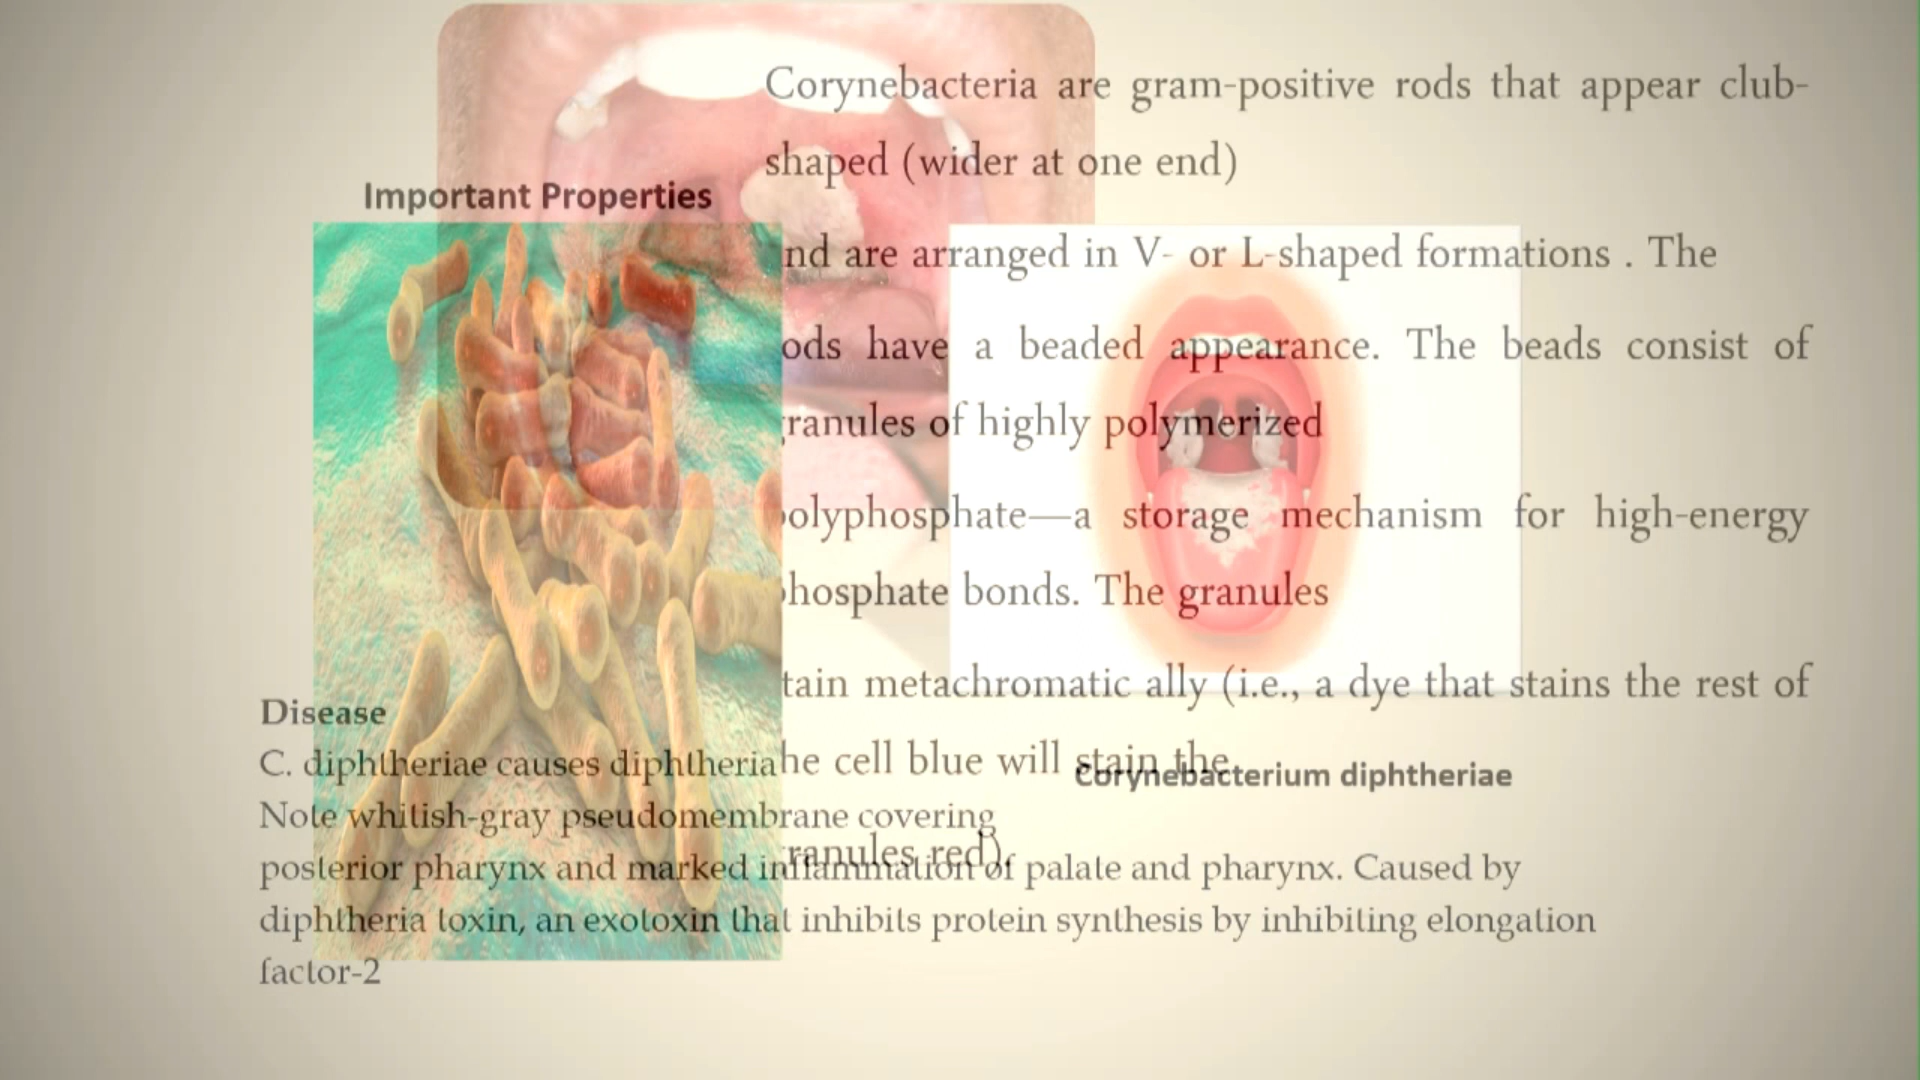 Corynebacteria are gram-positive rods that appear club-
shaped (wider at one end)
Important Properties
nd are arranged in V- or L-shaped formations . The
ods have a beaded appearance. The beads consist of
ranules of highly polymerized
olyphosphate—a storage mechanism for high-energy
hosphate bonds. The granules
tain metachromatic ally (i.e., a dye that stains the rest of
he cell blue will stain the
ranules red).
Disease
C. diphtheriae causes diphtheria
Note whitish-gray pseudomembrane covering
posterior pharynx and marked inflammation of palate and pharynx. Caused by
diphtheria toxin, an exotoxin that inhibits protein synthesis by inhibiting elongation
factor-2
Corynebacterium diphtheriae